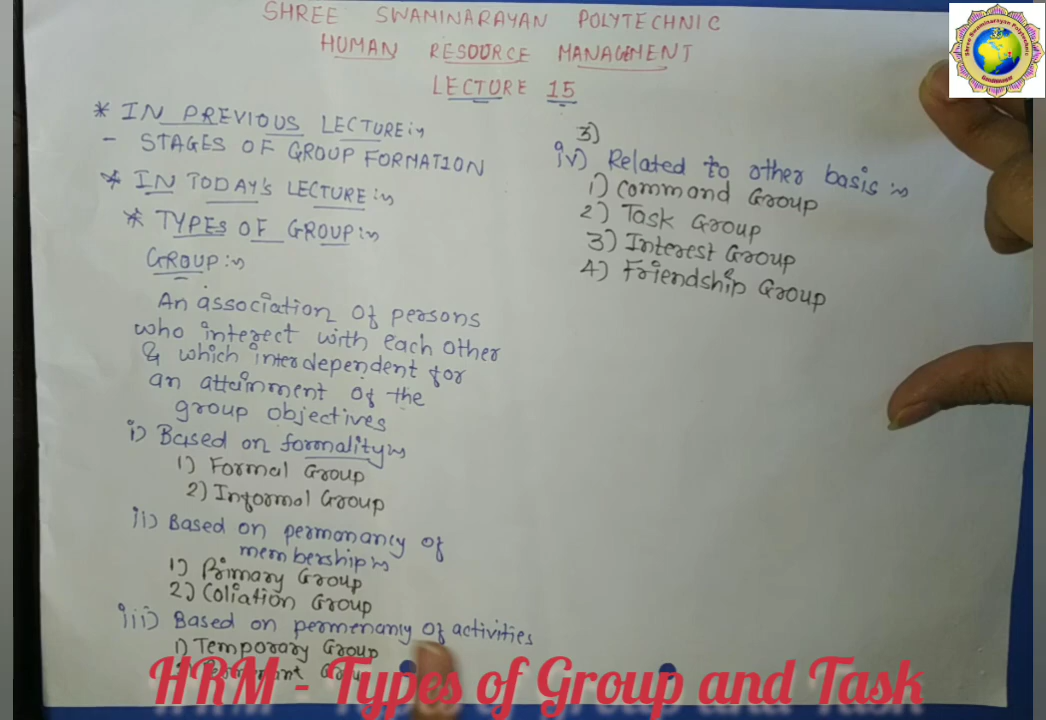 SHREE SWAMINARAYAN POLYTECHNIC
HUMAN RESOURCE MANAGEMENT
LECTURE 15
* IN PREVIOUS LECTURE :-
- STAGES OF GROUP FORMATION
* IN TODAY'S LECTURE :-
* TYPES OF GROUP :-
GROUP :-
An association of persons
who interect with each other
& which interdependent for
an attainment of the
group objectives
i) Based on formality :-
1) Formal Group
2) Informal Group
ii) Based on permonancy of
membership :-
1) Primary Group
2) Coliation Group
iii) Based on permenancy of activities
1) Temporary Group
3)
iv) Related to other basis :-
1) Command Group
2) Task Group
3) Interest Group
4) Friendship Group
HRM - Types of Group and Task
Shree Swaminarayan Polytechnic